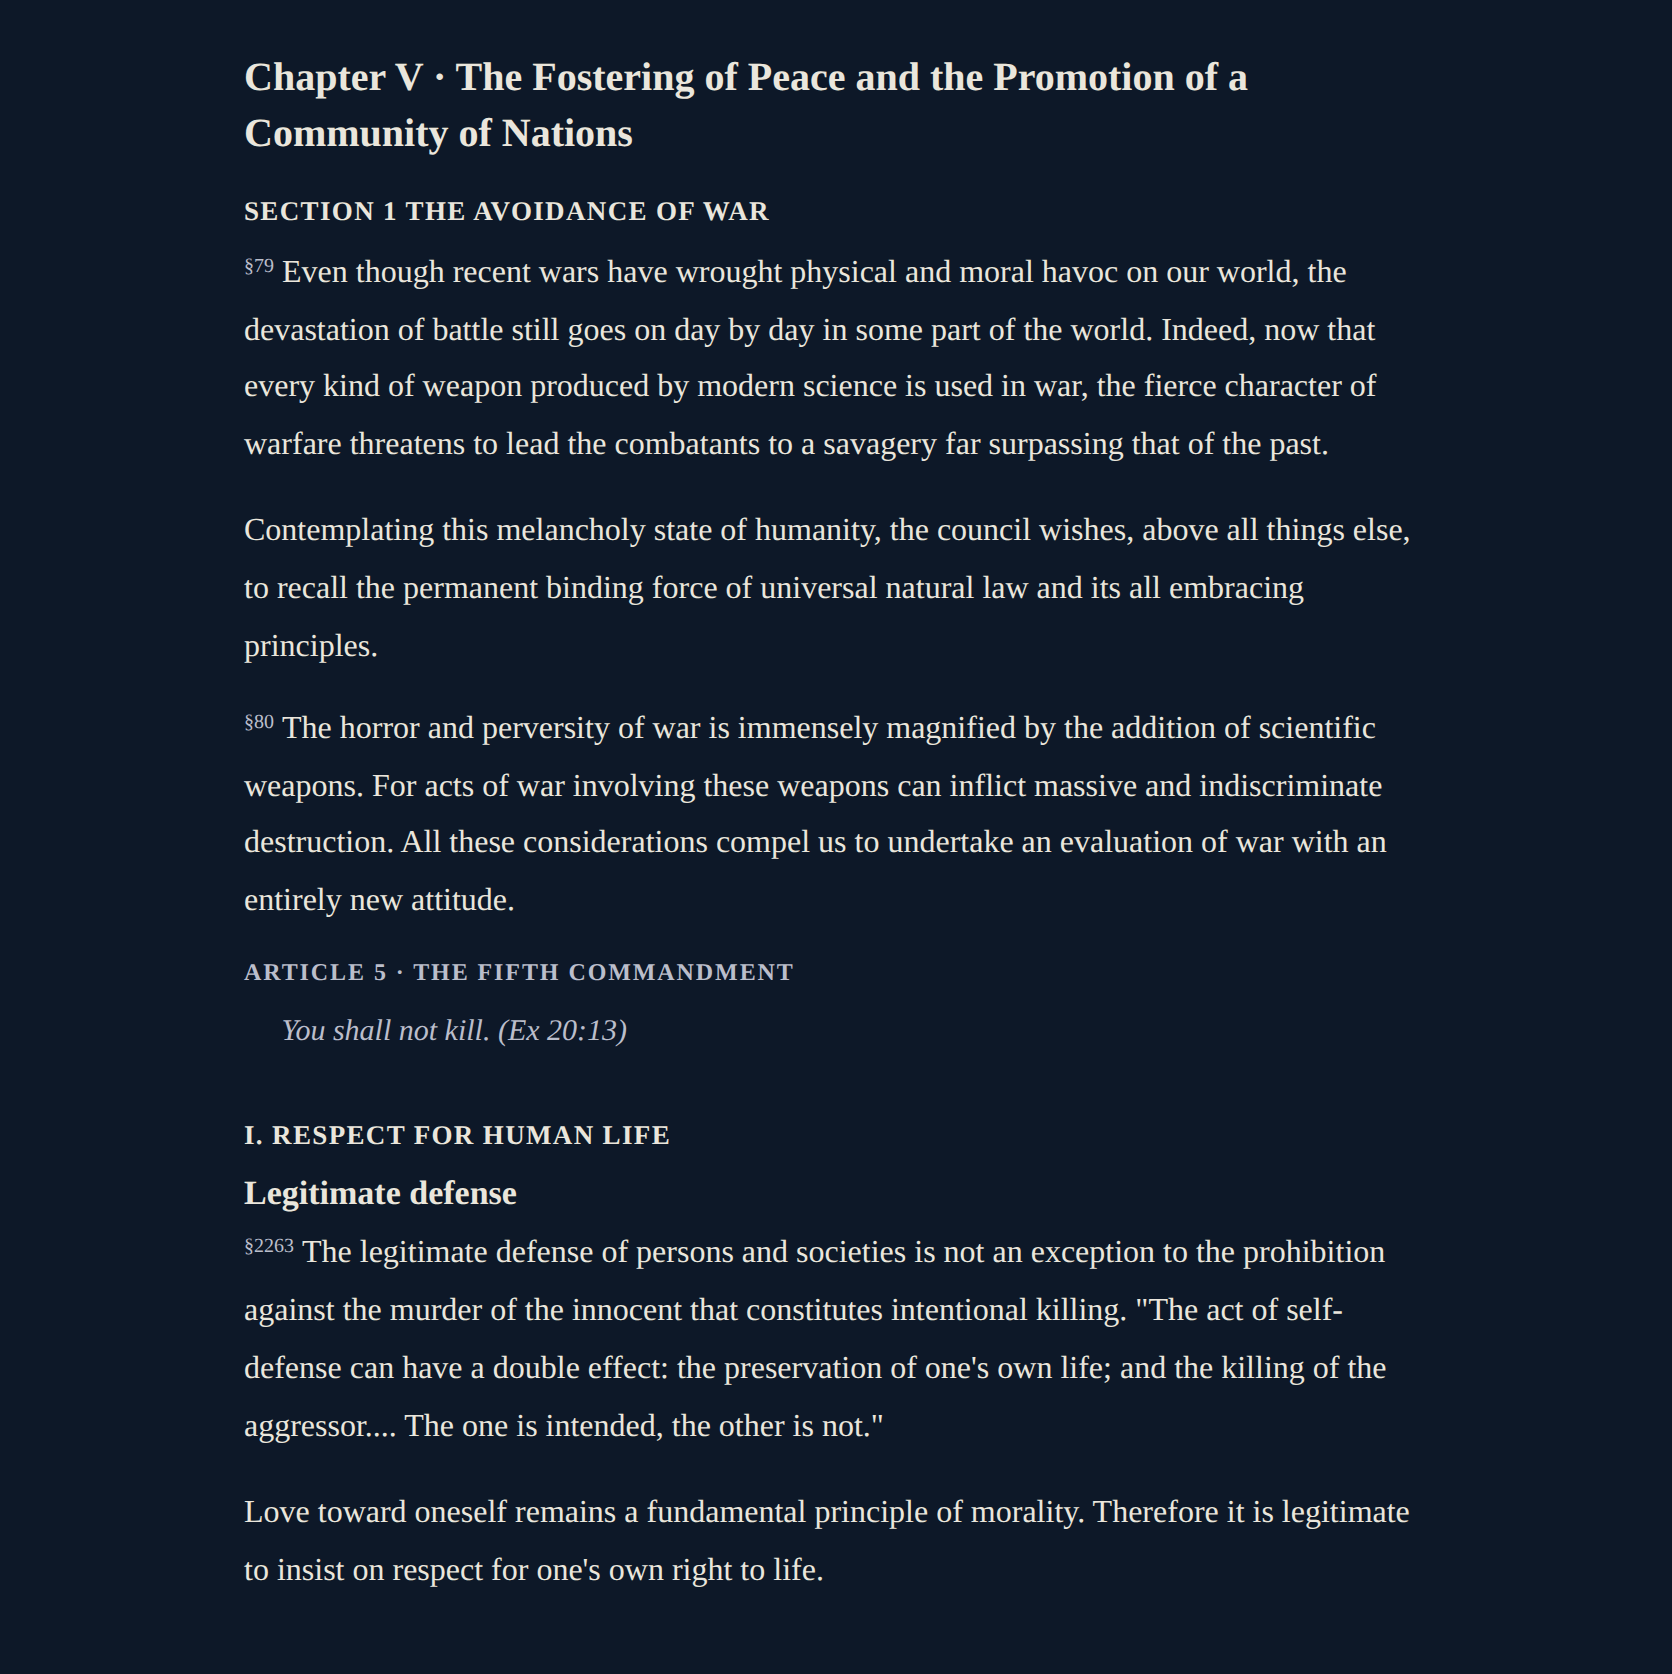 Chapter V · The Fostering of Peace and the Promotion of a
Community of Nations
SECTION 1 THE AVOIDANCE OF WAR
§79 Even though recent wars have wrought physical and moral havoc on our world, the
devastation of battle still goes on day by day in some part of the world. Indeed, now that
every kind of weapon produced by modern science is used in war, the fierce character of
warfare threatens to lead the combatants to a savagery far surpassing that of the past.
Contemplating this melancholy state of humanity, the council wishes, above all things else,
to recall the permanent binding force of universal natural law and its all embracing
principles.
§80 The horror and perversity of war is immensely magnified by the addition of scientific
weapons. For acts of war involving these weapons can inflict massive and indiscriminate
destruction. All these considerations compel us to undertake an evaluation of war with an
entirely new attitude.
ARTICLE 5 · THE FIFTH COMMANDMENT
You shall not kill. (Ex 20:13)
I. RESPECT FOR HUMAN LIFE
Legitimate defense
§2263 The legitimate defense of persons and societies is not an exception to the prohibition
against the murder of the innocent that constitutes intentional killing. "The act of self-
defense can have a double effect: the preservation of one's own life; and the killing of the
aggressor.... The one is intended, the other is not."
Love toward oneself remains a fundamental principle of morality. Therefore it is legitimate
to insist on respect for one's own right to life.